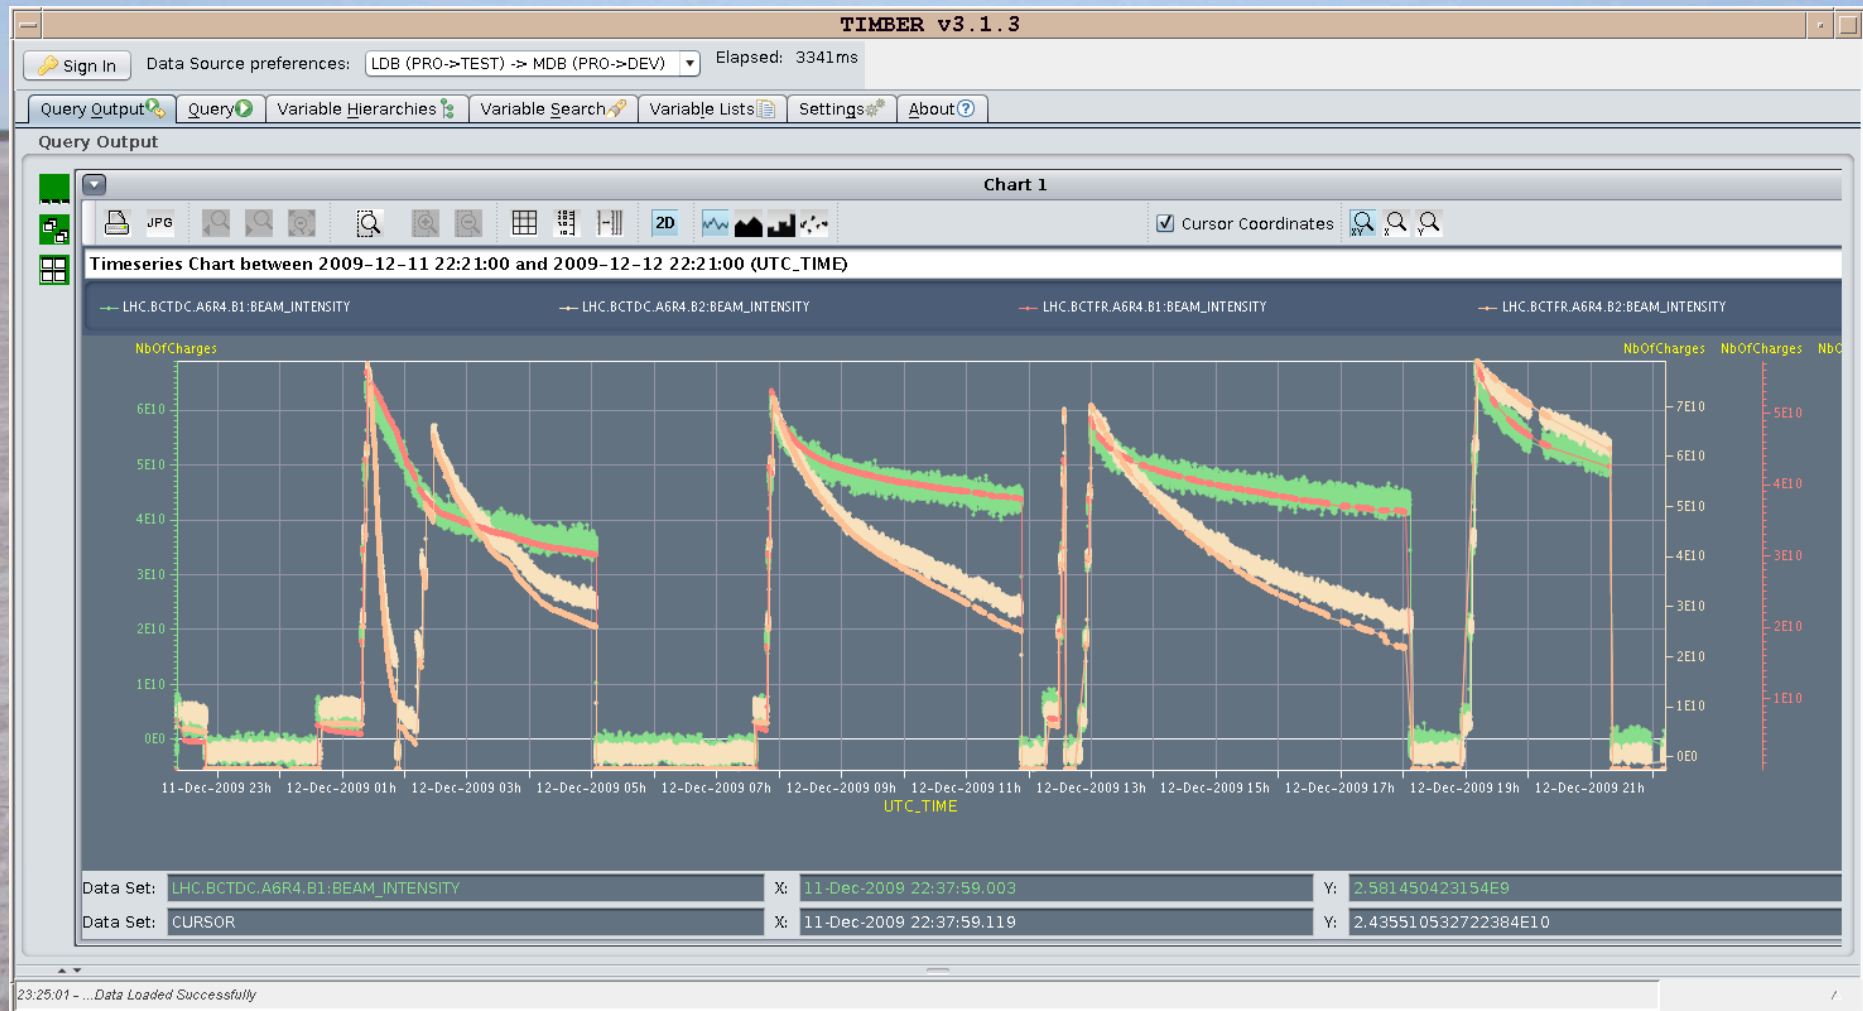 TIMBER v3.1.3
Sign In Data Source preferences: LDB (PRO->TEST) -> MDB (PRO->DEV) Elapsed: 3341ms
Query Output Query Variable Hierarchies Variable Search Variable Lists Settings About
Query Output
Chart 1
JPG 2D Cursor Coordinates XY X Y
Timeseries Chart between 2009-12-11 22:21:00 and 2009-12-12 22:21:00 (UTC_TIME)
LHC.BCTDC.A6R4.B1:BEAM_INTENSITY LHC.BCTDC.A6R4.B2:BEAM_INTENSITY LHC.BCTFR.A6R4.B1:BEAM_INTENSITY LHC.BCTFR.A6R4.B2:BEAM_INTENSITY
NbOfCharges NbOfCharges NbOfCharges
6E10 7E10 5E10
5E10 6E10
4E10 5E10 4E10
3E10 4E10 3E10
2E10 3E10 2E10
1E10 2E10 1E10
0E0 1E10
0E0
11-Dec-2009 23h 12-Dec-2009 01h 12-Dec-2009 03h 12-Dec-2009 05h 12-Dec-2009 07h 12-Dec-2009 09h 12-Dec-2009 11h 12-Dec-2009 13h 12-Dec-2009 15h 12-Dec-2009 17h 12-Dec-2009 19h 12-Dec-2009 21h
UTC_TIME
Data Set: LHC.BCTDC.A6R4.B1:BEAM_INTENSITY X: 11-Dec-2009 22:37:59.003 Y: 2.581450423154E9
Data Set: CURSOR X: 11-Dec-2009 22:37:59.119 Y: 2.435510532722384E10
23:25:01 - ...Data Loaded Successfully